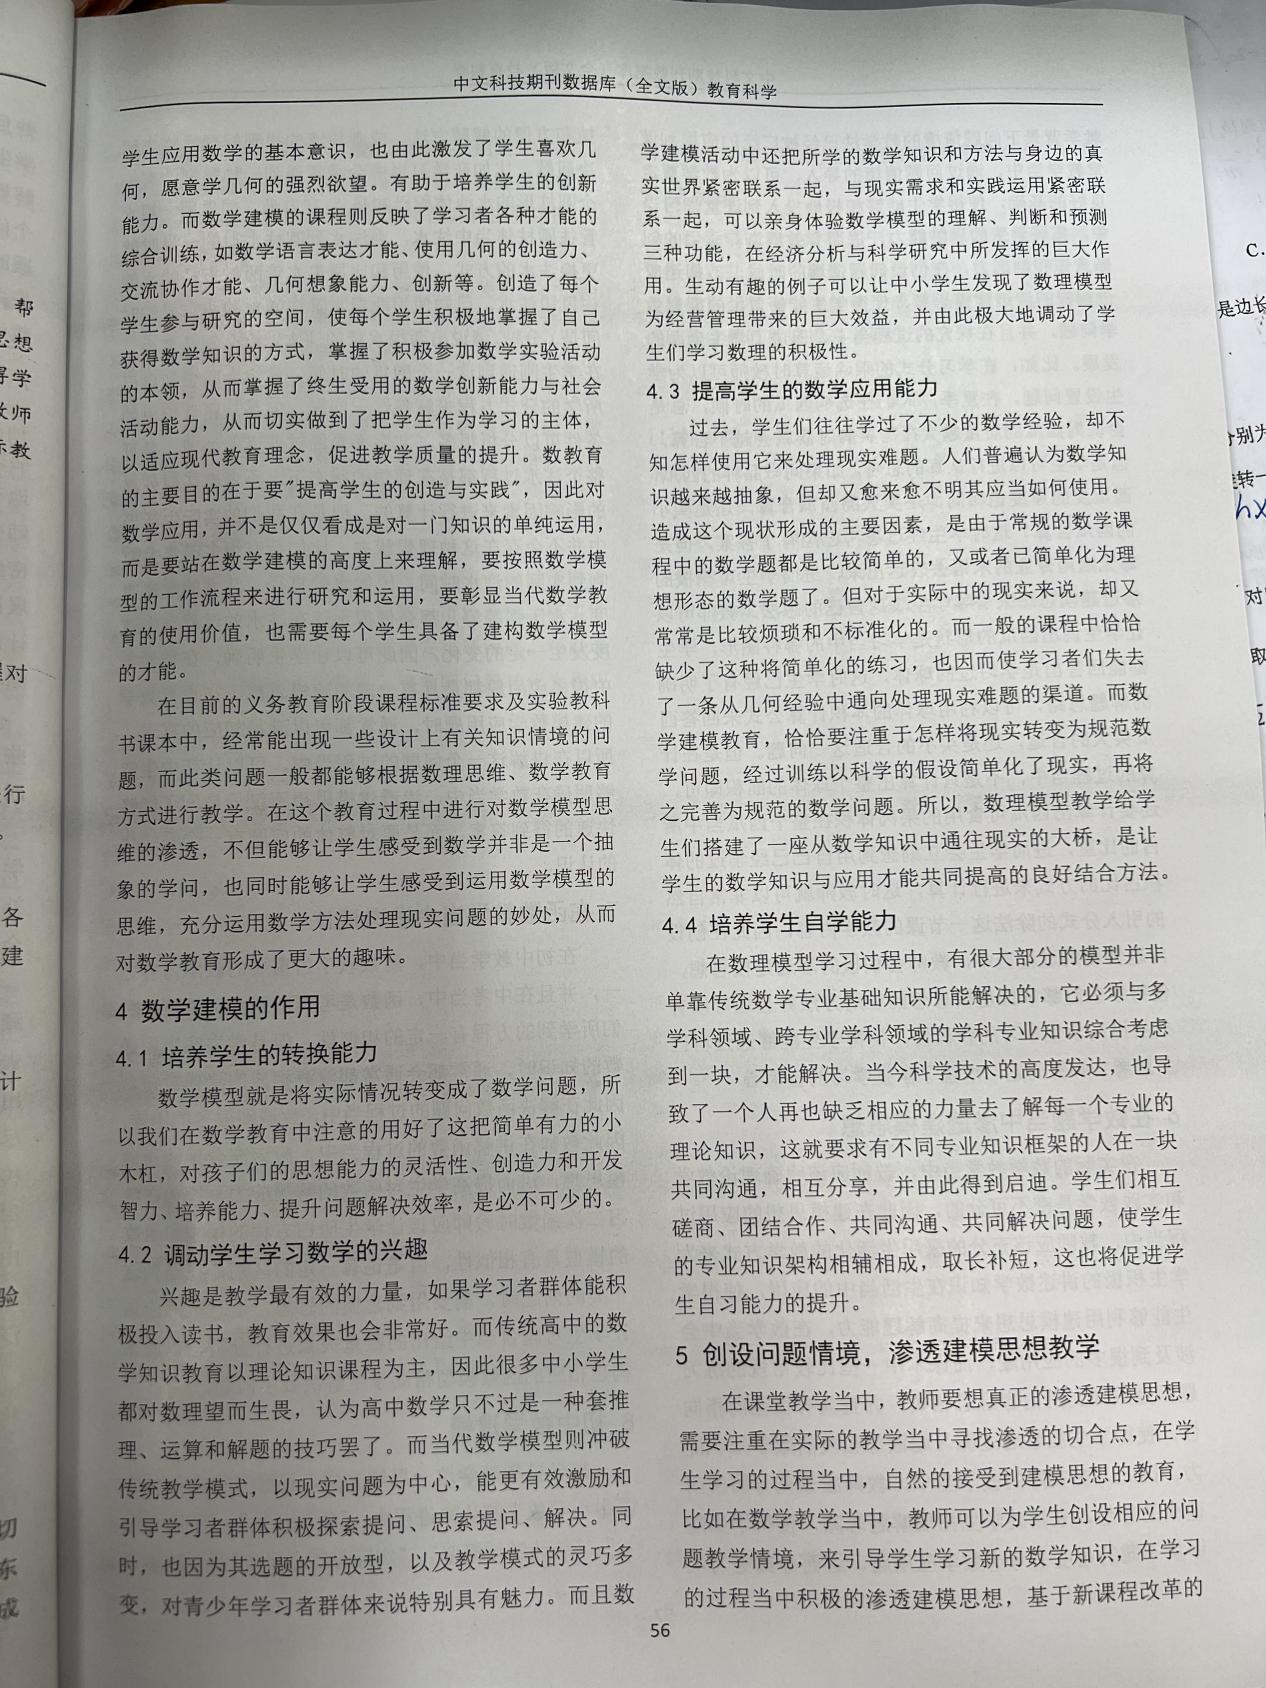 中文科技期刊数据库（全文版）教育科学
学生应用数学的基本意识，也由此激发了学生喜欢几
何，愿意学几何的强烈欲望。有助于培养学生的创新
能力。而数学建模的课程则反映了学习者各种才能的
综合训练，如数学语言表达才能、使用几何的创造力、
交流协作才能、几何想象能力、创新等。创造了每个
学生参与研究的空间，使每个学生积极地掌握了自己
获得数学知识的方式，掌握了积极参加数学实验活动
的本领，从而掌握了终生受用的数学创新能力与社会
活动能力，从而切实做到了把学生作为学习的主体，
以适应现代教育理念，促进教学质量的提升。数教育
的主要目的在于要"提高学生的创造与实践"，因此对
数学应用，并不是仅仅看成是对一门知识的单纯运用，
而是要站在数学建模的高度上来理解，要按照数学模
型的工作流程来进行研究和运用，要彰显当代数学教
育的使用价值，也需要每个学生具备了建构数学模型
的才能。
在目前的义务教育阶段课程标准要求及实验教科
书课本中，经常能出现一些设计上有关知识情境的问
题，而此类问题一般都能够根据数理思维、数学教育
方式进行教学。在这个教育过程中进行对数学模型思
维的渗透，不但能够让学生感受到数学并非是一个抽
象的学问，也同时能够让学生感受到运用数学模型的
思维，充分运用数学方法处理现实问题的妙处，从而
对数学教育形成了更大的趣味。
4 数学建模的作用
4.1 培养学生的转换能力
数学模型就是将实际情况转变成了数学问题，所
以我们在数学教育中注意的用好了这把简单有力的小
木杠，对孩子们的思想能力的灵活性、创造力和开发
智力、培养能力、提升问题解决效率，是必不可少的。
4.2 调动学生学习数学的兴趣
兴趣是教学最有效的力量，如果学习者群体能积
极投入读书，教育效果也会非常好。而传统高中的数
学知识教育以理论知识课程为主，因此很多中小学生
都对数理望而生畏，认为高中数学只不过是一种套推
理、运算和解题的技巧罢了。而当代数学模型则冲破
传统教学模式，以现实问题为中心，能更有效激励和
引导学习者群体积极探索提问、思索提问、解决。同
时，也因为其选题的开放型，以及教学模式的灵巧多
变，对青少年学习者群体来说特别具有魅力。而且数
学建模活动中还把所学的数学知识和方法与身边的真
实世界紧密联系一起，与现实需求和实践运用紧密联
系一起，可以亲身体验数学模型的理解、判断和预测
三种功能，在经济分析与科学研究中所发挥的巨大作
用。生动有趣的例子可以让中小学生发现了数理模型
为经营管理带来的巨大效益，并由此极大地调动了学
生们学习数理的积极性。
4.3 提高学生的数学应用能力
过去，学生们往往学过了不少的数学经验，却不
知怎样使用它来处理现实难题。人们普遍认为数学知
识越来越抽象，但却又愈来愈不明其应当如何使用。
造成这个现状形成的主要因素，是由于常规的数学课
程中的数学题都是比较简单的，又或者已简单化为理
想形态的数学题了。但对于实际中的现实来说，却又
常常是比较烦琐和不标准化的。而一般的课程中恰恰
缺少了这种将简单化的练习，也因而使学习者们失去
了一条从几何经验中通向处理现实难题的渠道。而数
学建模教育，恰恰要注重于怎样将现实转变为规范数
学问题，经过训练以科学的假设简单化了现实，再将
之完善为规范的数学问题。所以，数理模型教学给学
生们搭建了一座从数学知识中通往现实的大桥，是让
学生的数学知识与应用才能共同提高的良好结合方法。
4.4 培养学生自学能力
在数理模型学习过程中，有很大部分的模型并非
单靠传统数学专业基础知识所能解决的，它必须与多
学科领域、跨专业学科领域的学科专业知识综合考虑
到一块，才能解决。当今科学技术的高度发达，也导
致了一个人再也缺乏相应的力量去了解每一个专业的
理论知识，这就要求有不同专业知识框架的人在一块
共同沟通，相互分享，并由此得到启迪。学生们相互
磋商、团结合作、共同沟通、共同解决问题，使学生
的专业知识架构相辅相成，取长补短，这也将促进学
生自习能力的提升。
5 创设问题情境，渗透建模思想教学
在课堂教学当中，教师要想真正的渗透建模思想，
需要注重在实际的教学当中寻找渗透的切合点，在学
生学习的过程当中，自然的接受到建模思想的教育，
比如在数学教学当中，教师可以为学生创设相应的问
题教学情境，来引导学生学习新的数学知识，在学习
的过程当中积极的渗透建模思想，基于新课程改革的
56
帮
思想
得学
教师
示教
对
行
。
各
建
计
验
切
东
成
C.
是边长
分别为
旋转一
对
取